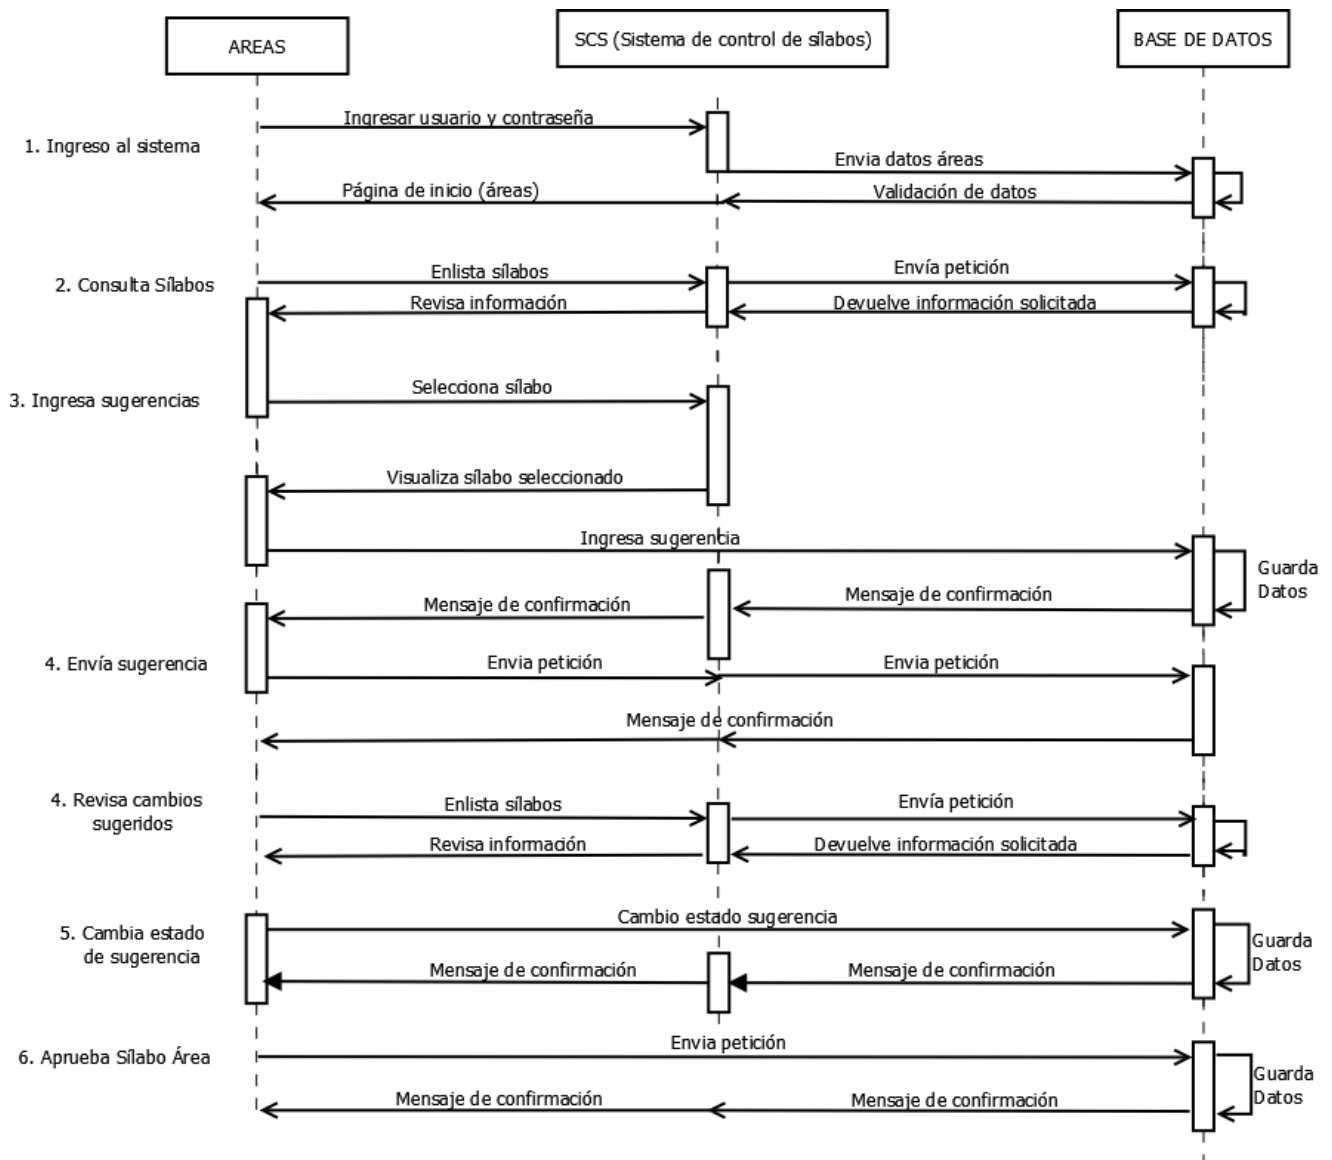 AREAS
SCS (Sistema de control de sílabos)
BASE DE DATOS
Ingresar usuario y contraseña
1. Ingreso al sistema
Envia datos áreas
Página de inicio (áreas)
Validación de datos
2. Consulta Sílabos
Enlista sílabos
Envía petición
Revisa información
Devuelve información solicitada
3. Ingresa sugerencias
Selecciona sílabo
Visualiza sílabo seleccionado
Ingresa sugerencia
Guarda
Datos
Mensaje de confirmación
Mensaje de confirmación
4. Envía sugerencia
Envia petición
Envia petición
Mensaje de confirmación
4. Revisa cambios
sugeridos
Enlista sílabos
Envía petición
Revisa información
Devuelve información solicitada
5. Cambia estado
de sugerencia
Cambio estado sugerencia
Guarda
Datos
Mensaje de confirmación
Mensaje de confirmación
6. Aprueba Sílabo Área
Envia petición
Guarda
Datos
Mensaje de confirmación
Mensaje de confirmación